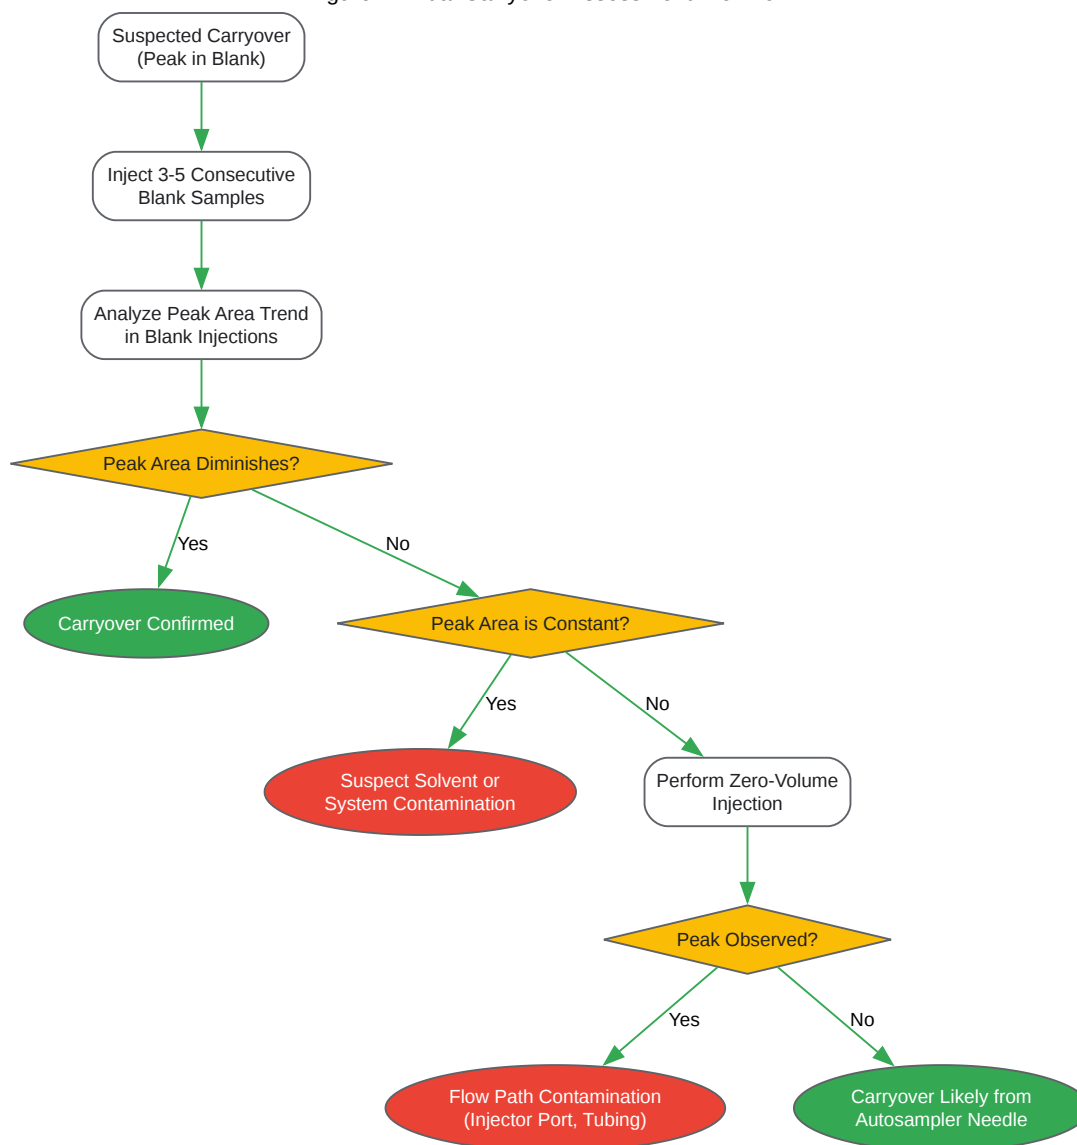 Suspected Carryover
(Peak in Blank)
Inject 3-5 Consecutive
Blank Samples
Analyze Peak Area Trend
in Blank Injections
Peak Area Diminishes?
Yes
No
Carryover Confirmed
Peak Area is Constant?
Yes
No
Suspect Solvent or
System Contamination
Perform Zero-Volume
Injection
Peak Observed?
Yes
No
Flow Path Contamination
(Injector Port, Tubing)
Carryover Likely from
Autosampler Needle